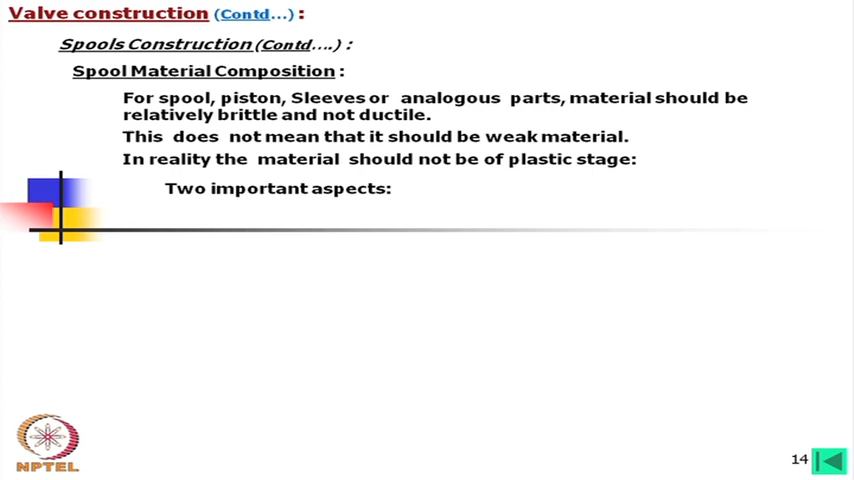 Valve construction (Contd...) :
Spools Construction (Contd....) :
Spool Material Composition :
For spool, piston, Sleeves or analogous parts, material should be
relatively brittle and not ductile.
This does not mean that it should be weak material.
In reality the material should not be of plastic stage:
Two important aspects:
NPTEL
14